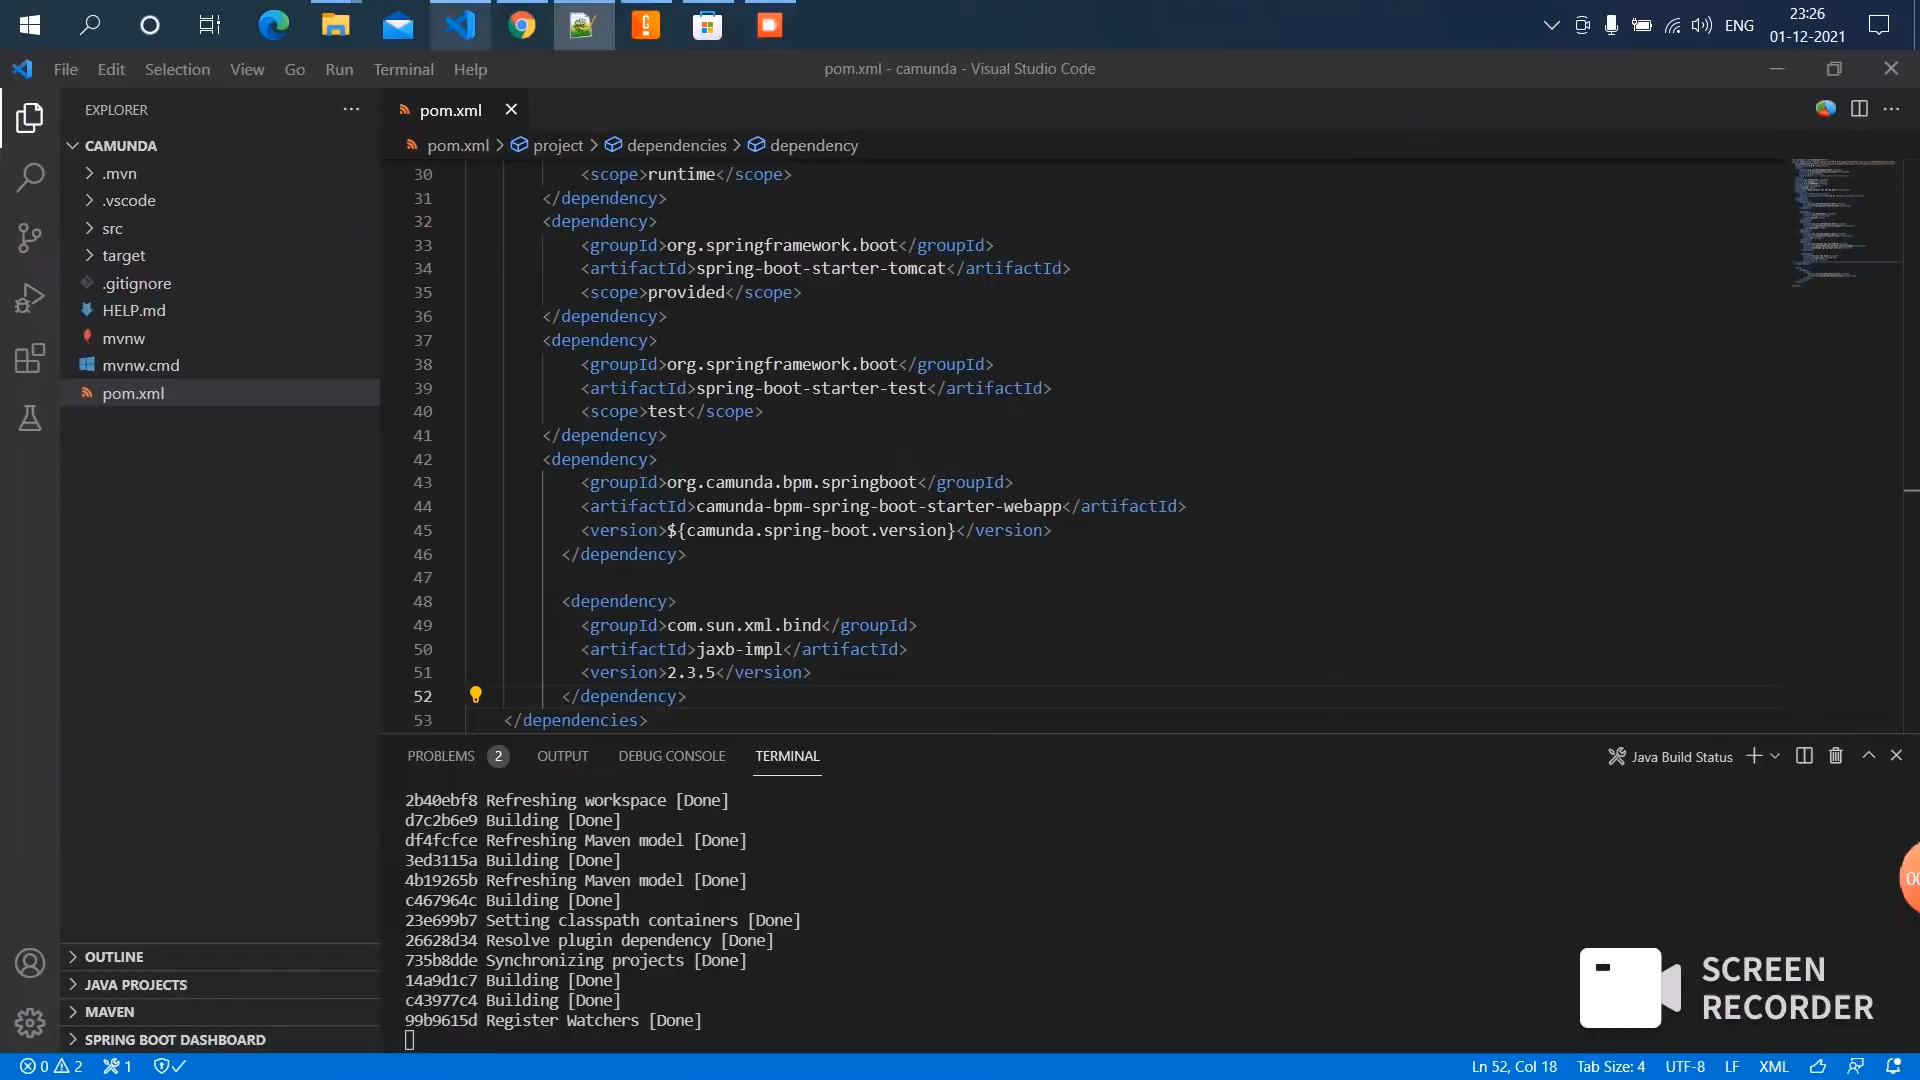 ENG
23:26
01-12-2021
File Edit Selection View Go Run Terminal Help
pom.xml - camunda - Visual Studio Code
EXPLORER
pom.xml
CAMUNDA
pom.xml > project > dependencies > dependency
.mvn
.vscode
src
target
.gitignore
HELP.md
mvnw
mvnw.cmd
pom.xml
30 <scope>runtime</scope>
31 </dependency>
32 <dependency>
33 <groupId>org.springframework.boot</groupId>
34 <artifactId>spring-boot-starter-tomcat</artifactId>
35 <scope>provided</scope>
36 </dependency>
37 <dependency>
38 <groupId>org.springframework.boot</groupId>
39 <artifactId>spring-boot-starter-test</artifactId>
40 <scope>test</scope>
41 </dependency>
42 <dependency>
43 <groupId>org.camunda.bpm.springboot</groupId>
44 <artifactId>camunda-bpm-spring-boot-starter-webapp</artifactId>
45 <version>${camunda.spring-boot.version}</version>
46 </dependency>
47
48 <dependency>
49 <groupId>com.sun.xml.bind</groupId>
50 <artifactId>jaxb-impl</artifactId>
51 <version>2.3.5</version>
52 </dependency>
53 </dependencies>
PROBLEMS 2 OUTPUT DEBUG CONSOLE TERMINAL
Java Build Status
2b40ebf8 Refreshing workspace [Done]
d7c2b6e9 Building [Done]
df4fcfce Refreshing Maven model [Done]
3ed3115a Building [Done]
4b19265b Refreshing Maven model [Done]
c467964c Building [Done]
23e699b7 Setting classpath containers [Done]
26628d34 Resolve plugin dependency [Done]
735b8dde Synchronizing projects [Done]
14a9d1c7 Building [Done]
c43977c4 Building [Done]
99b9615d Register Watchers [Done]
00
SCREEN
RECORDER
OUTLINE
JAVA PROJECTS
MAVEN
SPRING BOOT DASHBOARD
0 2 1
Ln 52, Col 18 Tab Size: 4 UTF-8 LF XML